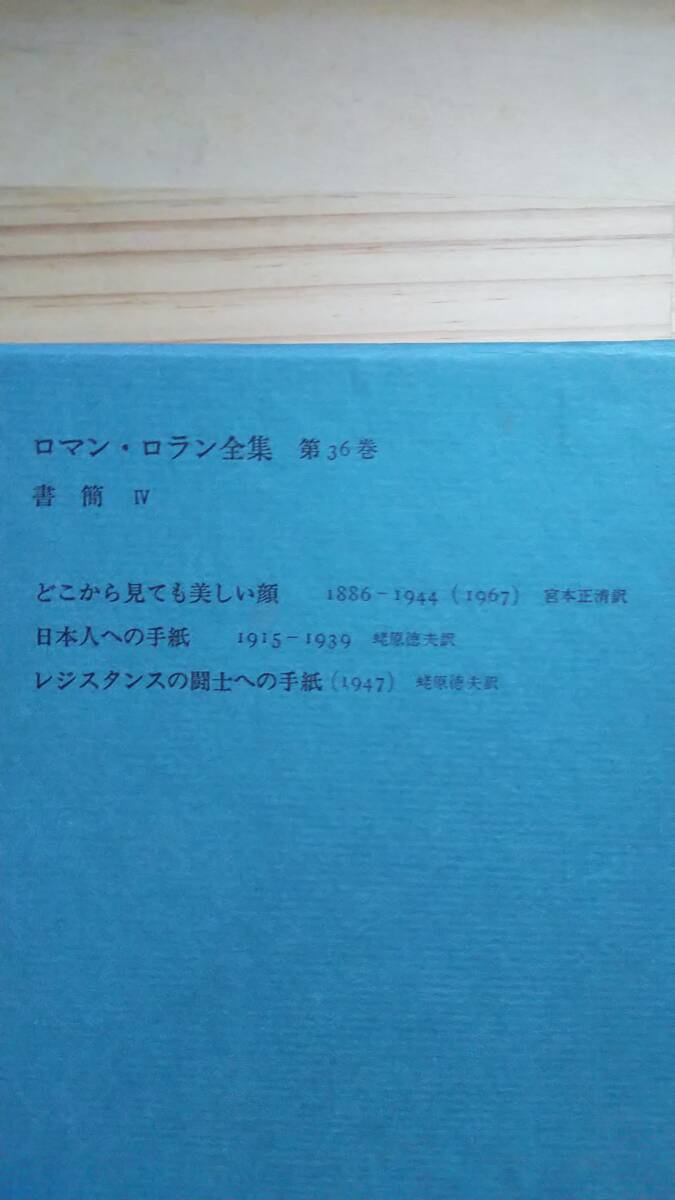 ロマン・ロラン全集 第36巻
書簡 Ⅳ
どこから見ても美しい顔 1886-1944 (1967) 宮本正清訳
日本人への手紙 1915-1939 蛯原徳夫訳
レジスタンスの闘士への手紙 (1947) 蛯原徳夫訳